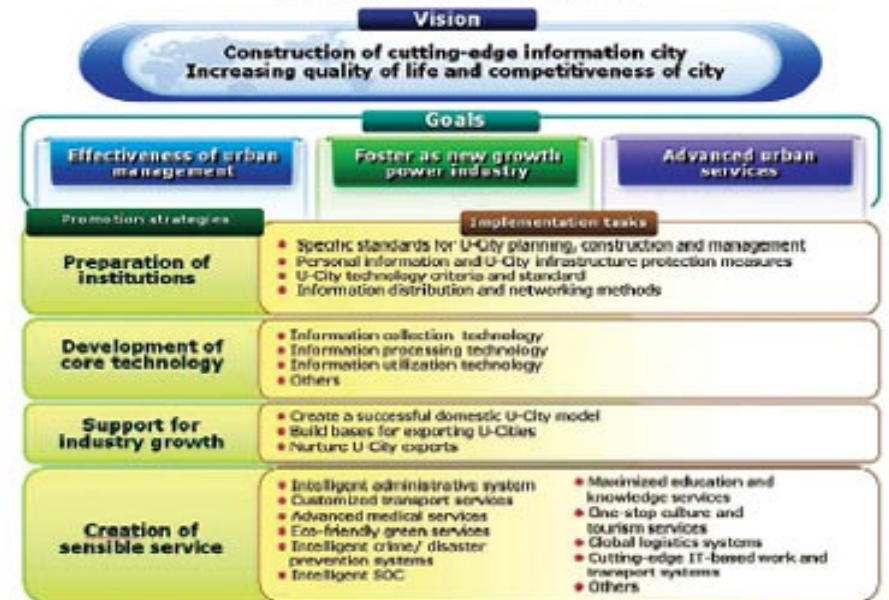 Vision
Construction of cutting-edge information city
Increasing quality of life and competitiveness of city
Goals
Effectiveness of urban
management
Foster as new growth
power industry
Advanced urban
services
Promotion strategies
Implementation tasks
Preparation of
institutions
• Specific standards for U-City planning, construction and management
• Personal information and U-City infrastructure protection measures
• U-City technology criteria and standard
• Information distribution and networking methods
Development of
core technology
• Information collection technology
• Information processing technology
• Information utilization technology
• Others
Support for
industry growth
• Create a successful domestic U-City model
• Build bases for exporting U-Cities
• Nurture U-City experts
Creation of
sensible service
• Intelligent administrative system
• Customized transport services
• Advanced medical services
• Eco-friendly green services
• Intelligent crime/ disaster
prevention systems
• Intelligent SOC
• Maximized education and
knowledge services
• One-stop culture and
tourism services
• Global logistics systems
• Cutting-edge IT-based work and
transport systems
• Others